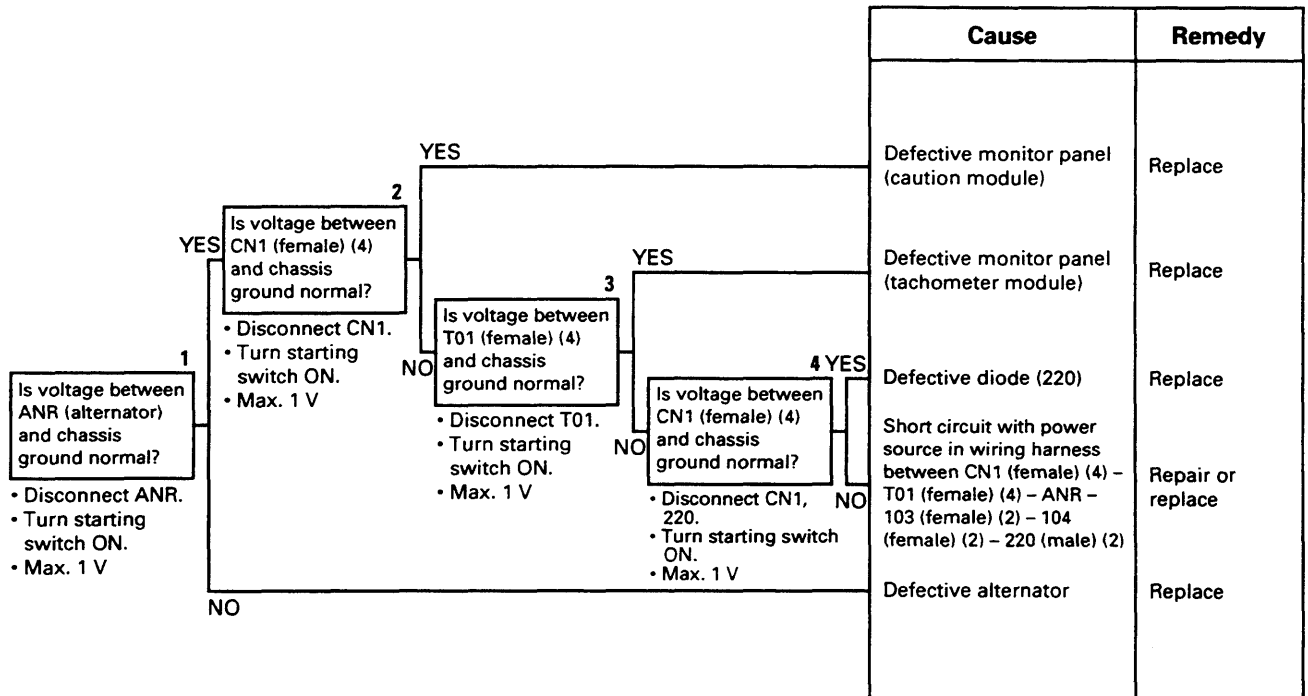 Cause
Remedy
YES
Defective monitor panel
(caution module)
Replace
2
Is voltage between
CN1 (female) (4)
and chassis
ground normal?
YES
• Disconnect CN1.
• Turn starting
switch ON.
• Max. 1 V
YES
Defective monitor panel
(tachometer module)
Replace
3
Is voltage between
T01 (female) (4)
and chassis
ground normal?
NO
• Disconnect T01.
• Turn starting
switch ON.
• Max. 1 V
1
Is voltage between
ANR (alternator)
and chassis
ground normal?
• Disconnect ANR.
• Turn starting
switch ON.
• Max. 1 V
4 YES
Defective diode (220)
Replace
Is voltage between
CN1 (female) (4)
and chassis
ground normal?
NO
• Disconnect CN1,
220.
• Turn starting switch
ON.
• Max. 1 V
NO
Short circuit with power
source in wiring harness
between CN1 (female) (4) –
T01 (female) (4) – ANR –
103 (female) (2) – 104
(female) (2) – 220 (male) (2)
Repair or
replace
NO
Defective alternator
Replace